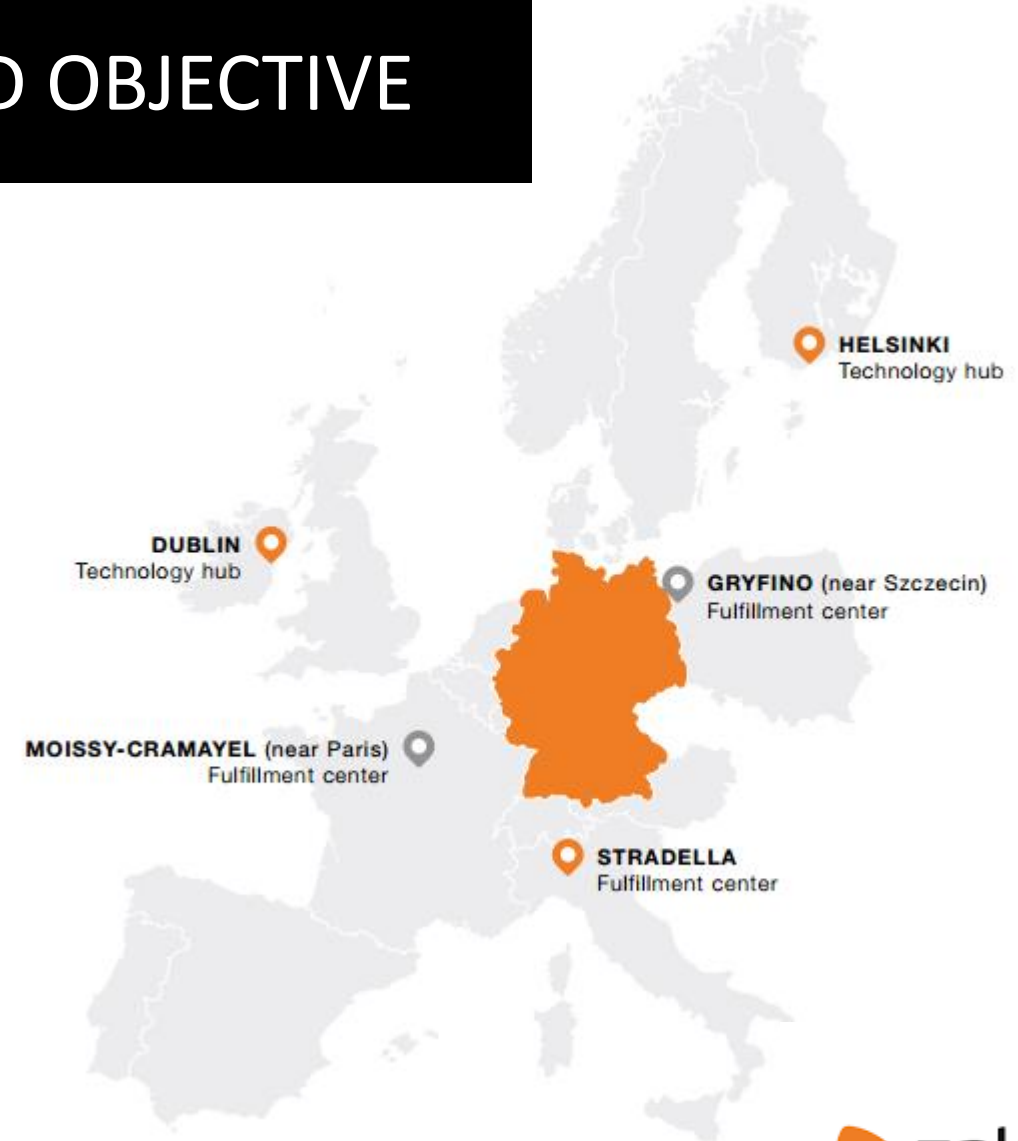 D OBJECTIVE
HELSINKI
Technology hub
DUBLIN
Technology hub
GRYFINO (near Szczecin)
Fulfillment center
MOISSY-CRAMAYEL (near Paris)
Fulfillment center
STRADELLA
Fulfillment center